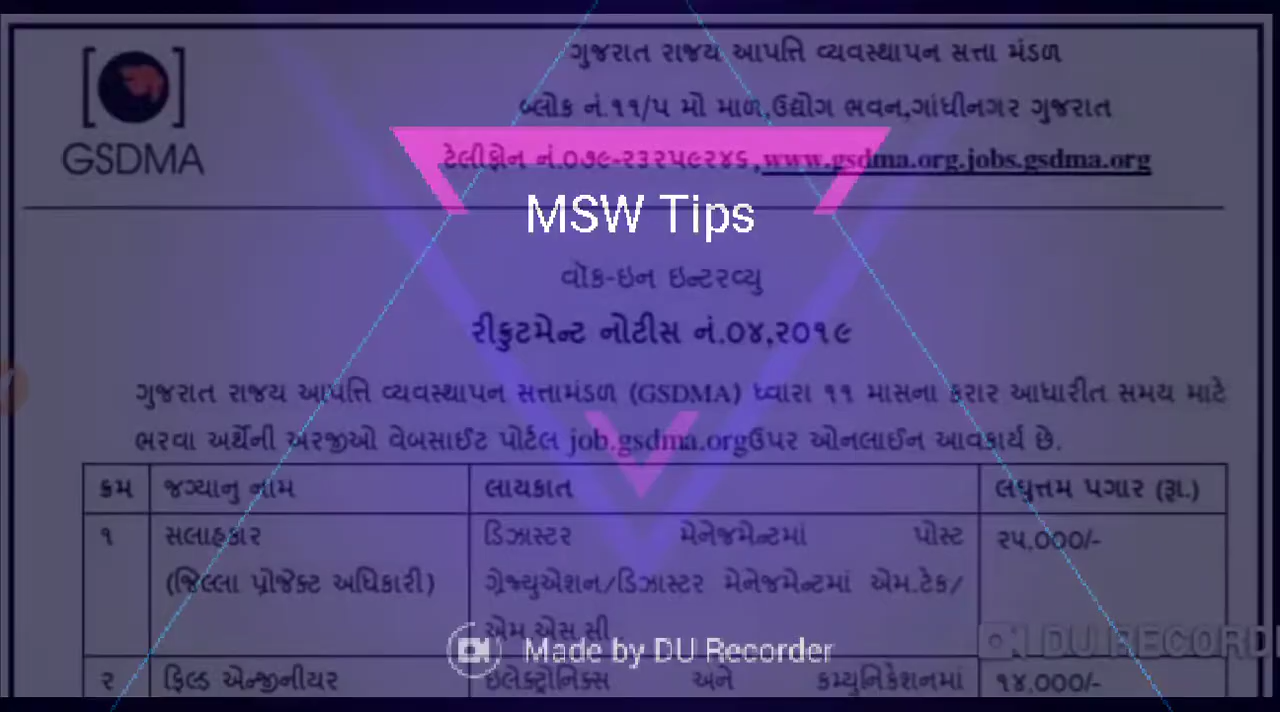 ગુજરાત રાજ્ય આપત્તિ વ્યવસ્થાપન સત્તા મંડળ
બ્લોક નં.૧૧/૫ મો માળ,ઉદ્યોગ ભવન,ગાંધીનગર ગુજરાત
GSDMA
ટેલીફોન નં.૦૭૯-૨૩૨૫૯૨૪૬,www.gsdma.org.jobs.gsdma.org
MSW Tips
વૉક-ઇન ઇન્ટરવ્યુ
રીક્રુટમેન્ટ નોટીસ નં.૦૪,૨૦૧૯
ગુજરાત રાજય આપત્તિ વ્યવસ્થાપન સત્તામંડળ (GSDMA) ધ્વારા ૧૧ માસના કરાર આધારીત સમય માટે
ભરવા અર્થેની અરજીઓ વેબસાઈટ પોર્ટલ job.gsdma.orgઉપર ઓનલાઈન આવકાર્ય છે.
ક્રમ જગ્યાનુ નામ લાયકાત લઘુત્તમ પગાર (રૂા.)
૧ સલાહકાર ડિઝાસ્ટર મેનેજમેન્ટમાં પોસ્ટ ૨૫,૦૦૦/-
(જિલ્લા પ્રોજેક્ટ અધિકારી) ગ્રેજ્યુએશન/ડિઝાસ્ટર મેનેજમેન્ટમાં એમ.ટેક/
એમ.એસ.સી
Made by DU Recorder
DU RECORDE
૨ ફિલ્ડ એન્જીનીયર ઇલેક્ટ્રોનિક્સ અને કમ્યુનિકેશનમાં ૧૪,૦૦૦/-